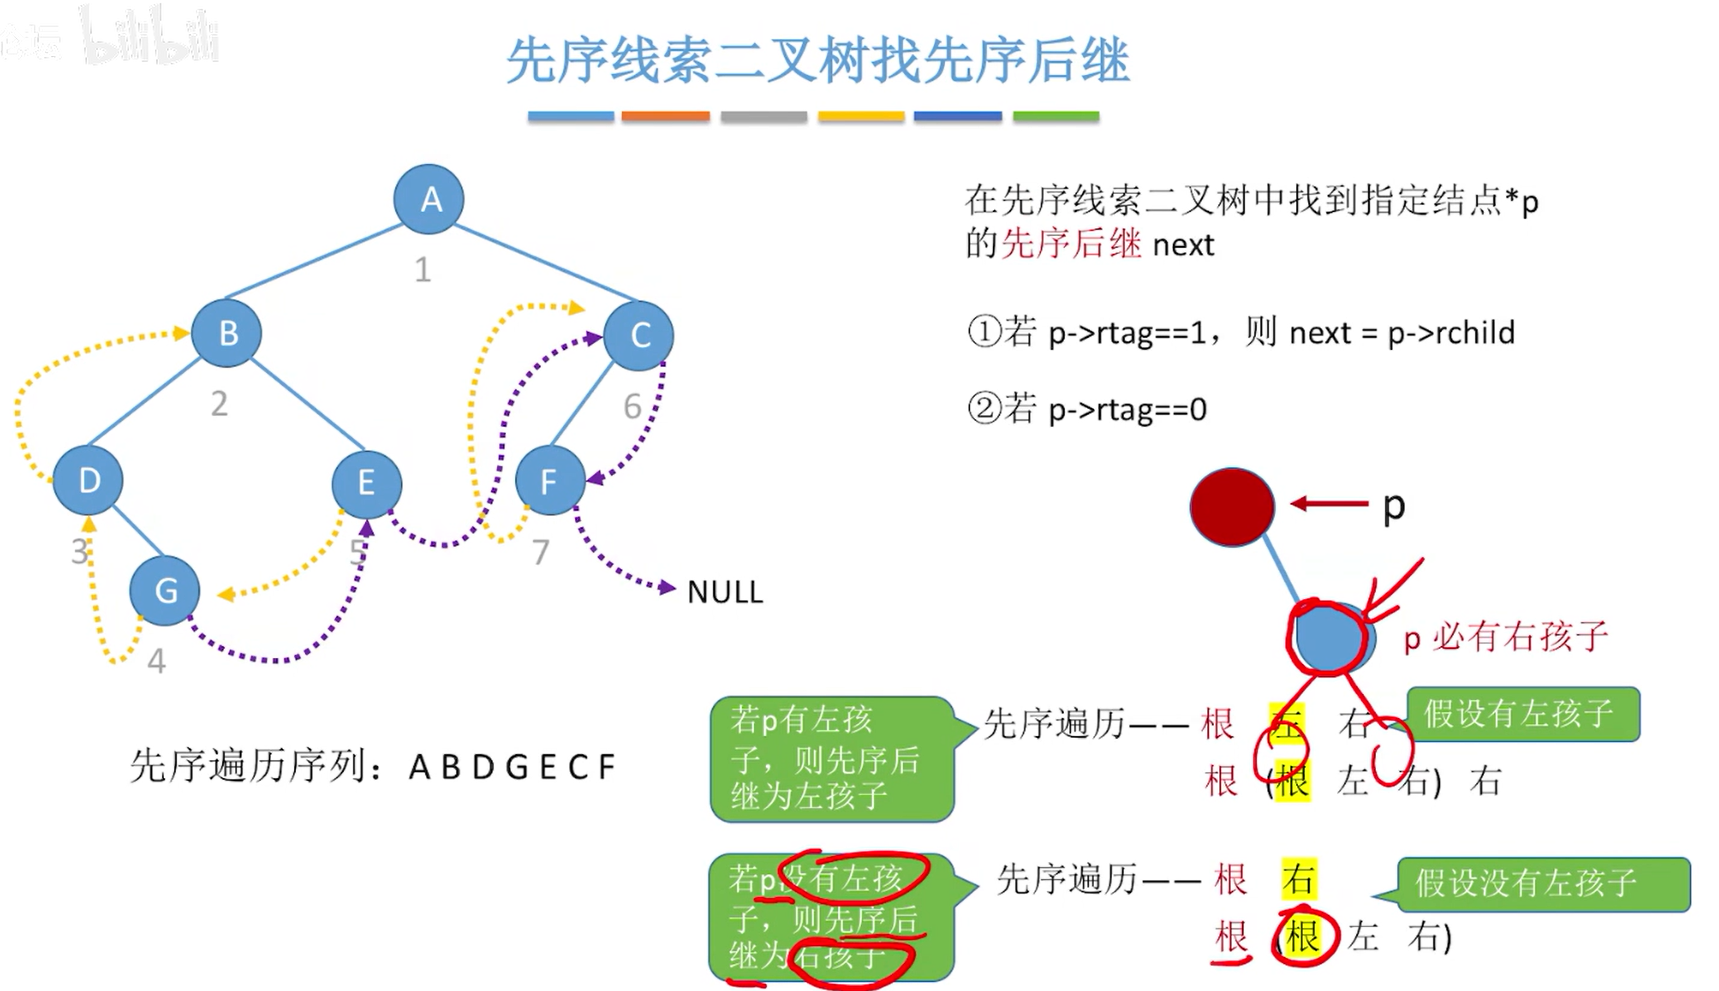 bilibili
先序线索二叉树找先序后继
A
1
B
2
C
6
D
3
E
5
F
7
G
4
NULL
先序遍历序列：A B D G E C F
在先序线索二叉树中找到指定结点*p
的先序后继 next
①若 p->rtag==1，则 next = p->rchild
②若 p->rtag==0
p
p 必有右孩子
若p有左孩
子，则先序后
继为左孩子
先序遍历—— 根 左 右
假设有左孩子
根 (根 左 右) 右
若p没有左孩
子，则先序后
继为右孩子
先序遍历—— 根 右
假设没有左孩子
根 (根 左 右)